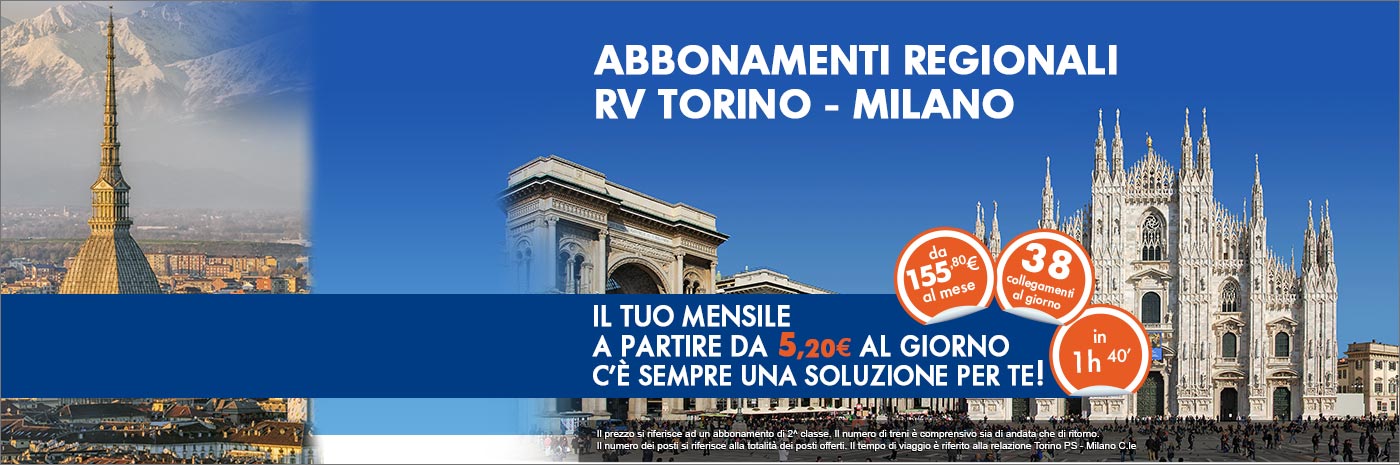 ABBONAMENTI REGIONALI
RV TORINO - MILANO
da
155,80€
al mese
38
collegamenti
al giorno
in
1h 40'
IL TUO MENSILE
A PARTIRE DA 5,20€ AL GIORNO
C'È SEMPRE UNA SOLUZIONE PER TE!
Il prezzo si riferisce ad un abbonamento di 2^ classe. Il numero di treni è comprensivo sia di andata che di ritorno.
Il numero dei posti si riferisce alla totalità dei posti offerti. Il tempo di viaggio è riferito alla relazione Torino PS - Milano C.le